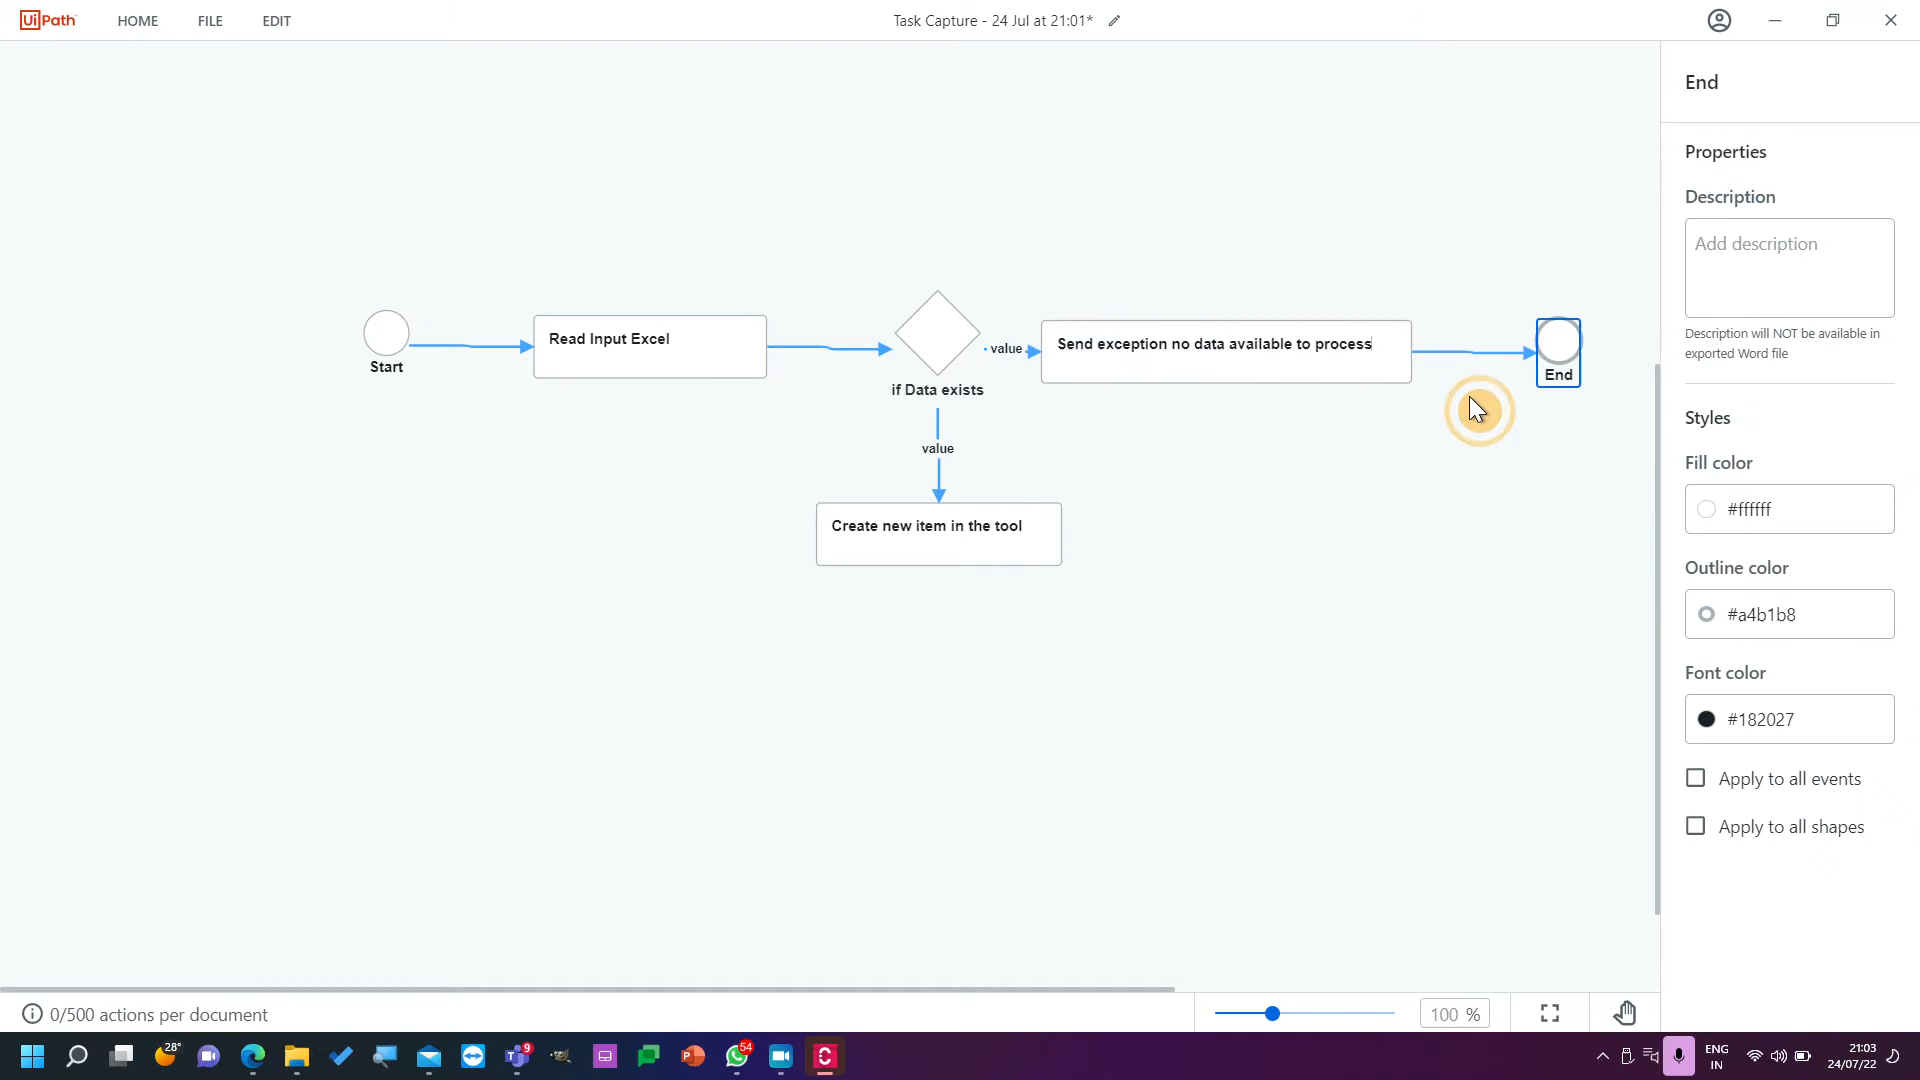 UiPath
HOME
FILE
EDIT
Task Capture - 24 Jul at 21:01*
End
Properties
Description
Add description
Description will NOT be available in
exported Word file
Styles
Fill color
#ffffff
Outline color
#a4b1b8
Font color
#182027
Apply to all events
Apply to all shapes
Start
Read Input Excel
if Data exists
value
Send exception no data available to process
End
value
Create new item in the tool
0/500 actions per document
100 %
28°
9
54
ENG
IN
21:03
24/07/22